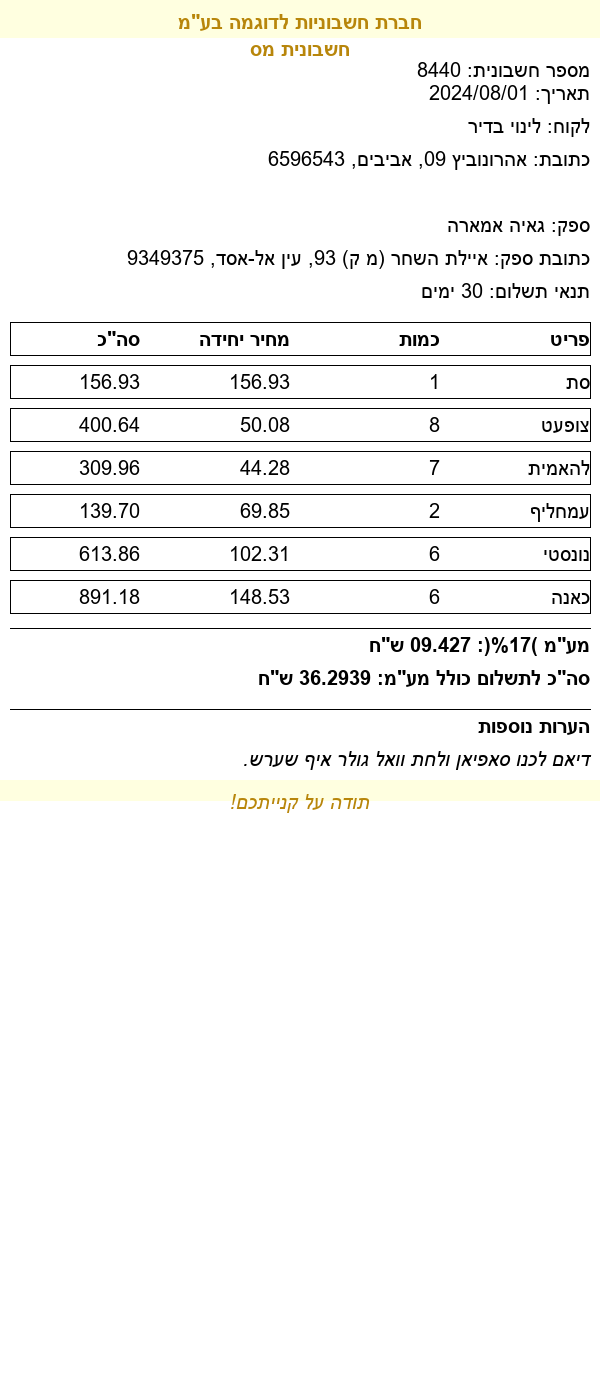 חברת חשבוניות לדוגמה בע"מ
חשבונית מס
מספר חשבונית: 8440
תאריך: 2024/08/01
לקוח: לינוי בדיר
כתובת: אהרונוביץ 09, אביבים, 6596543
ספק: גאיה אמארה
כתובת ספק: איילת השחר (מ ק) 93, עין אל-אסד, 9349375
תנאי תשלום: 30 ימים
פריט כמות מחיר יחידה סה"כ
סת 1 156.93 156.93
צופעט 8 50.08 400.64
להאמית 7 44.28 309.96
עמחליף 2 69.85 139.70
נונסטי 6 102.31 613.86
כאנה 6 148.53 891.18
מע"מ )17%(: 09.427 ש"ח
סה"כ לתשלום כולל מע"מ: 36.2939 ש"ח
הערות נוספות
דיאם לכנו סאפיאן ולחת וואל גולר איף שערש.
תודה על קנייתכם!